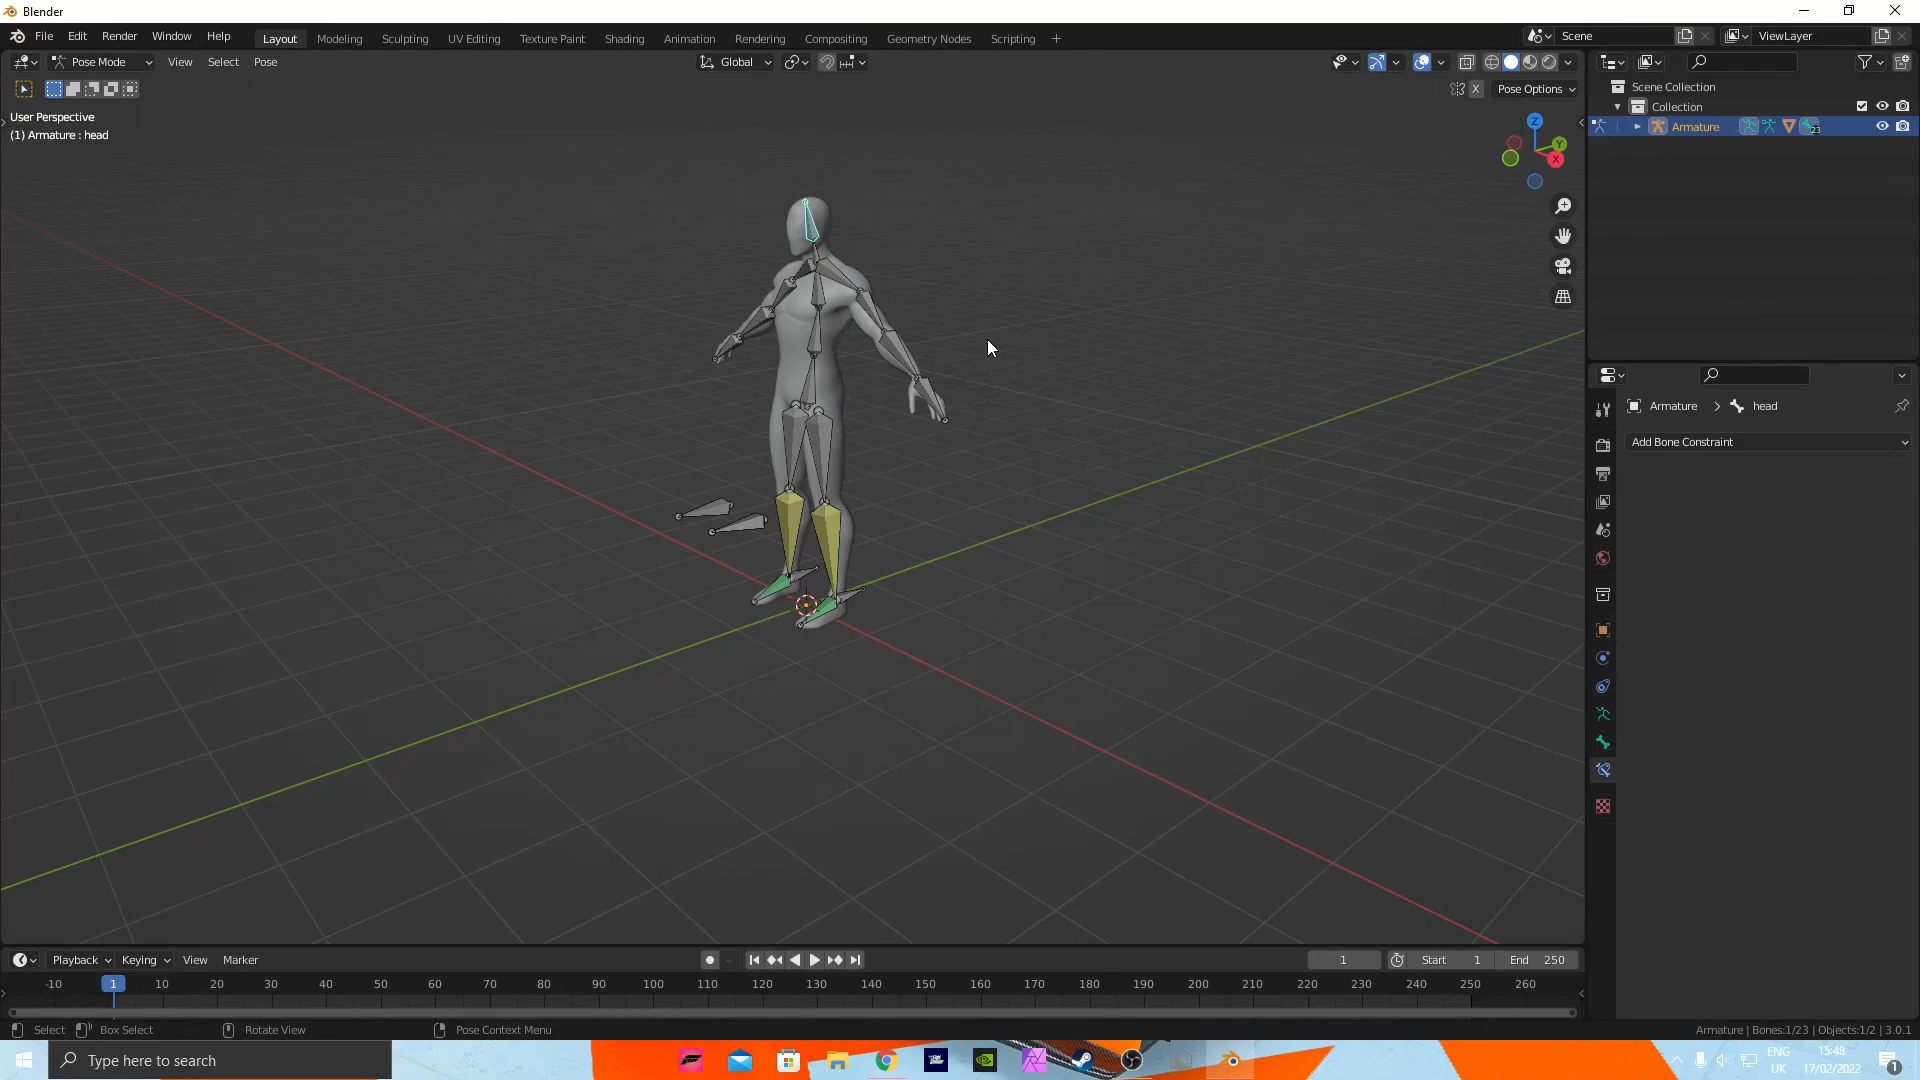 Blender
File Edit Render Window Help
Layout Modeling Sculpting UV Editing Texture Paint Shading Animation Rendering Compositing Geometry Nodes Scripting +
Scene
ViewLayer
Pose Mode View Select Pose
Global
X Pose Options
User Perspective
(1) Armature : head
Z
Y
X
Scene Collection
Collection
Armature
23
Armature > head
Add Bone Constraint
Playback Keying View Marker
1 Start 1 End 250
-10 1 10 20 30 40 50 60 70 80 90 100 110 120 130 140 150 160 170 180 190 200 210 220 230 240 250 260
Select Box Select Rotate View Pose Context Menu
Armature | Bones:1/23 | Objects:1/2 | 3.0.1
Type here to search
ENG
UK
15:48
17/02/2022
1